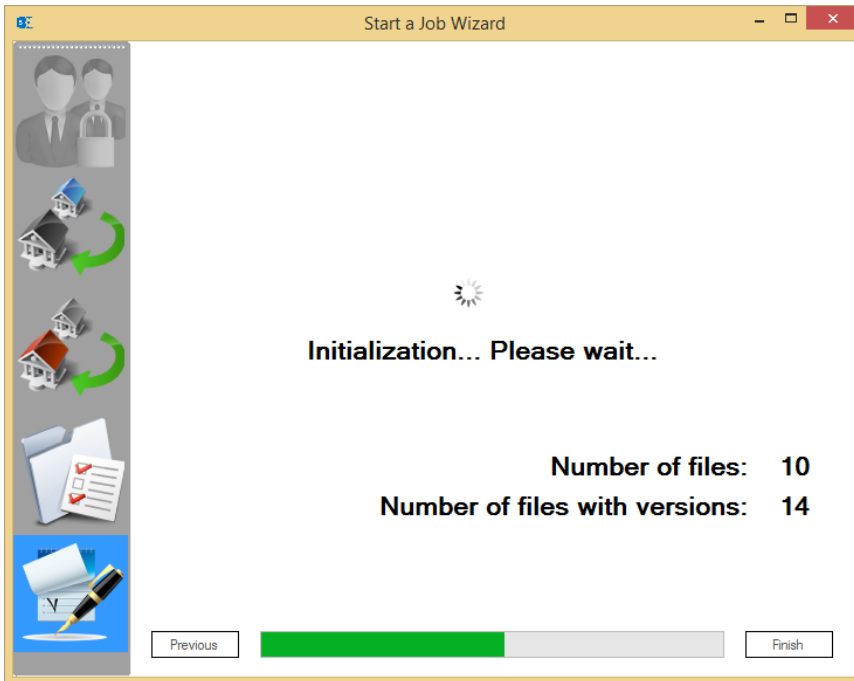 Start a Job Wizard
Initialization... Please wait...
Number of files: 10
Number of files with versions: 14
Previous
Finish